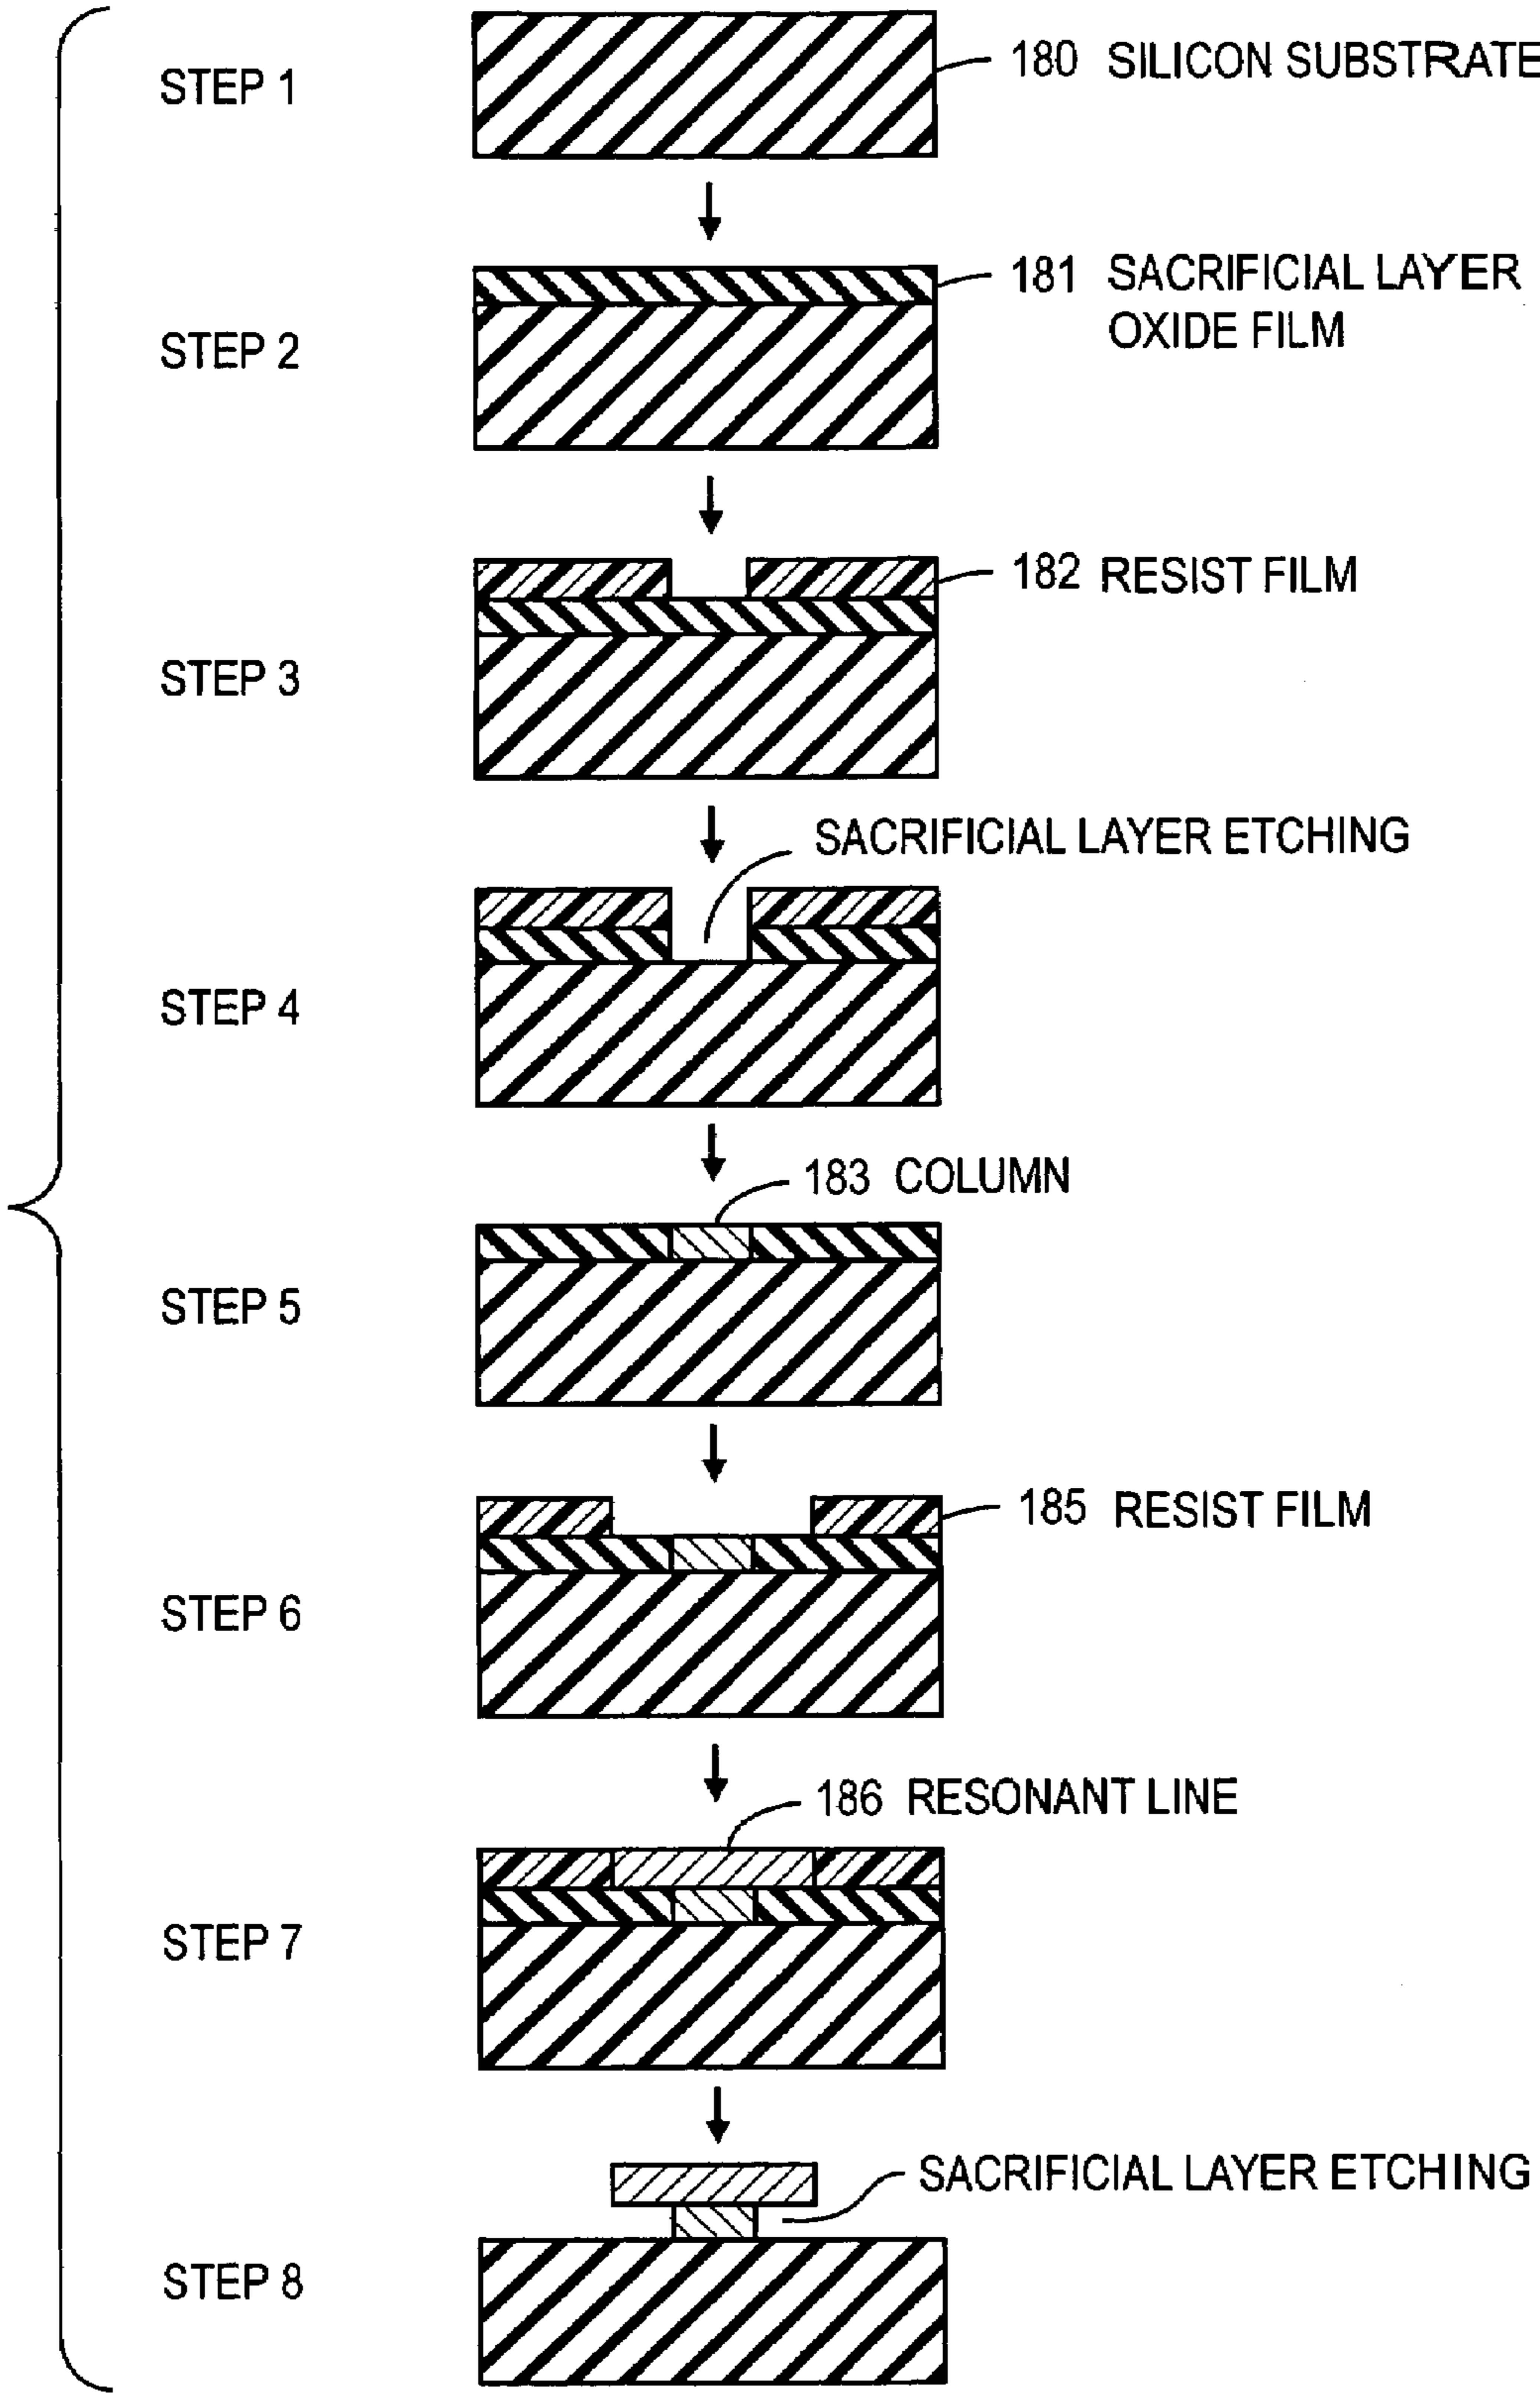 STEP 1
180 SILICON SUBSTRATE
STEP 2
181 SACRIFICIAL LAYER
OXIDE FILM
STEP 3
182 RESIST FILM
SACRIFICIAL LAYER ETCHING
STEP 4
183 COLUMN
STEP 5
185 RESIST FILM
STEP 6
186 RESONANT LINE
STEP 7
SACRIFICIAL LAYER ETCHING
STEP 8